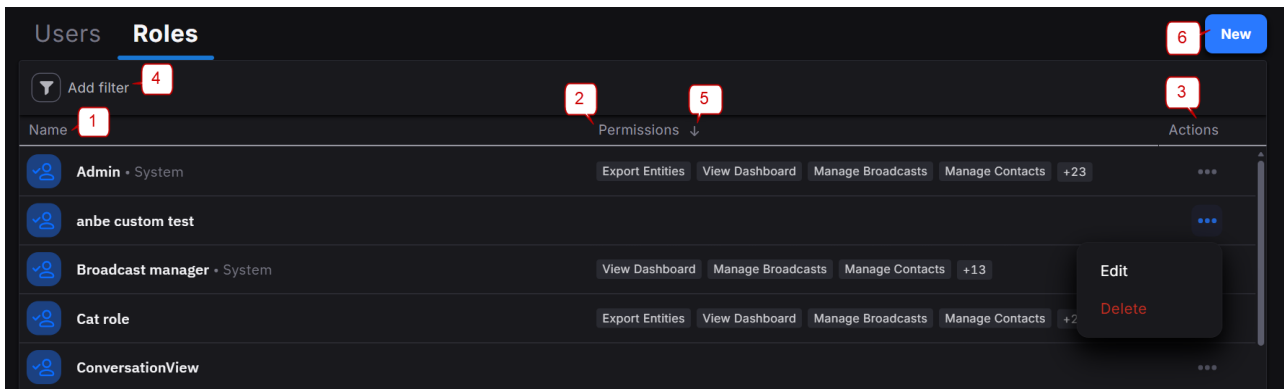 Users Roles 6 New
Add filter 4
2 5 3
Name 1 Permissions ↓ Actions
Admin • System Export Entities View Dashboard Manage Broadcasts Manage Contacts +23
anbe custom test
Broadcast manager • System View Dashboard Manage Broadcasts Manage Contacts +13
Edit
Cat role Export Entities View Dashboard Manage Broadcasts Manage Contacts +2
Delete
ConversationView